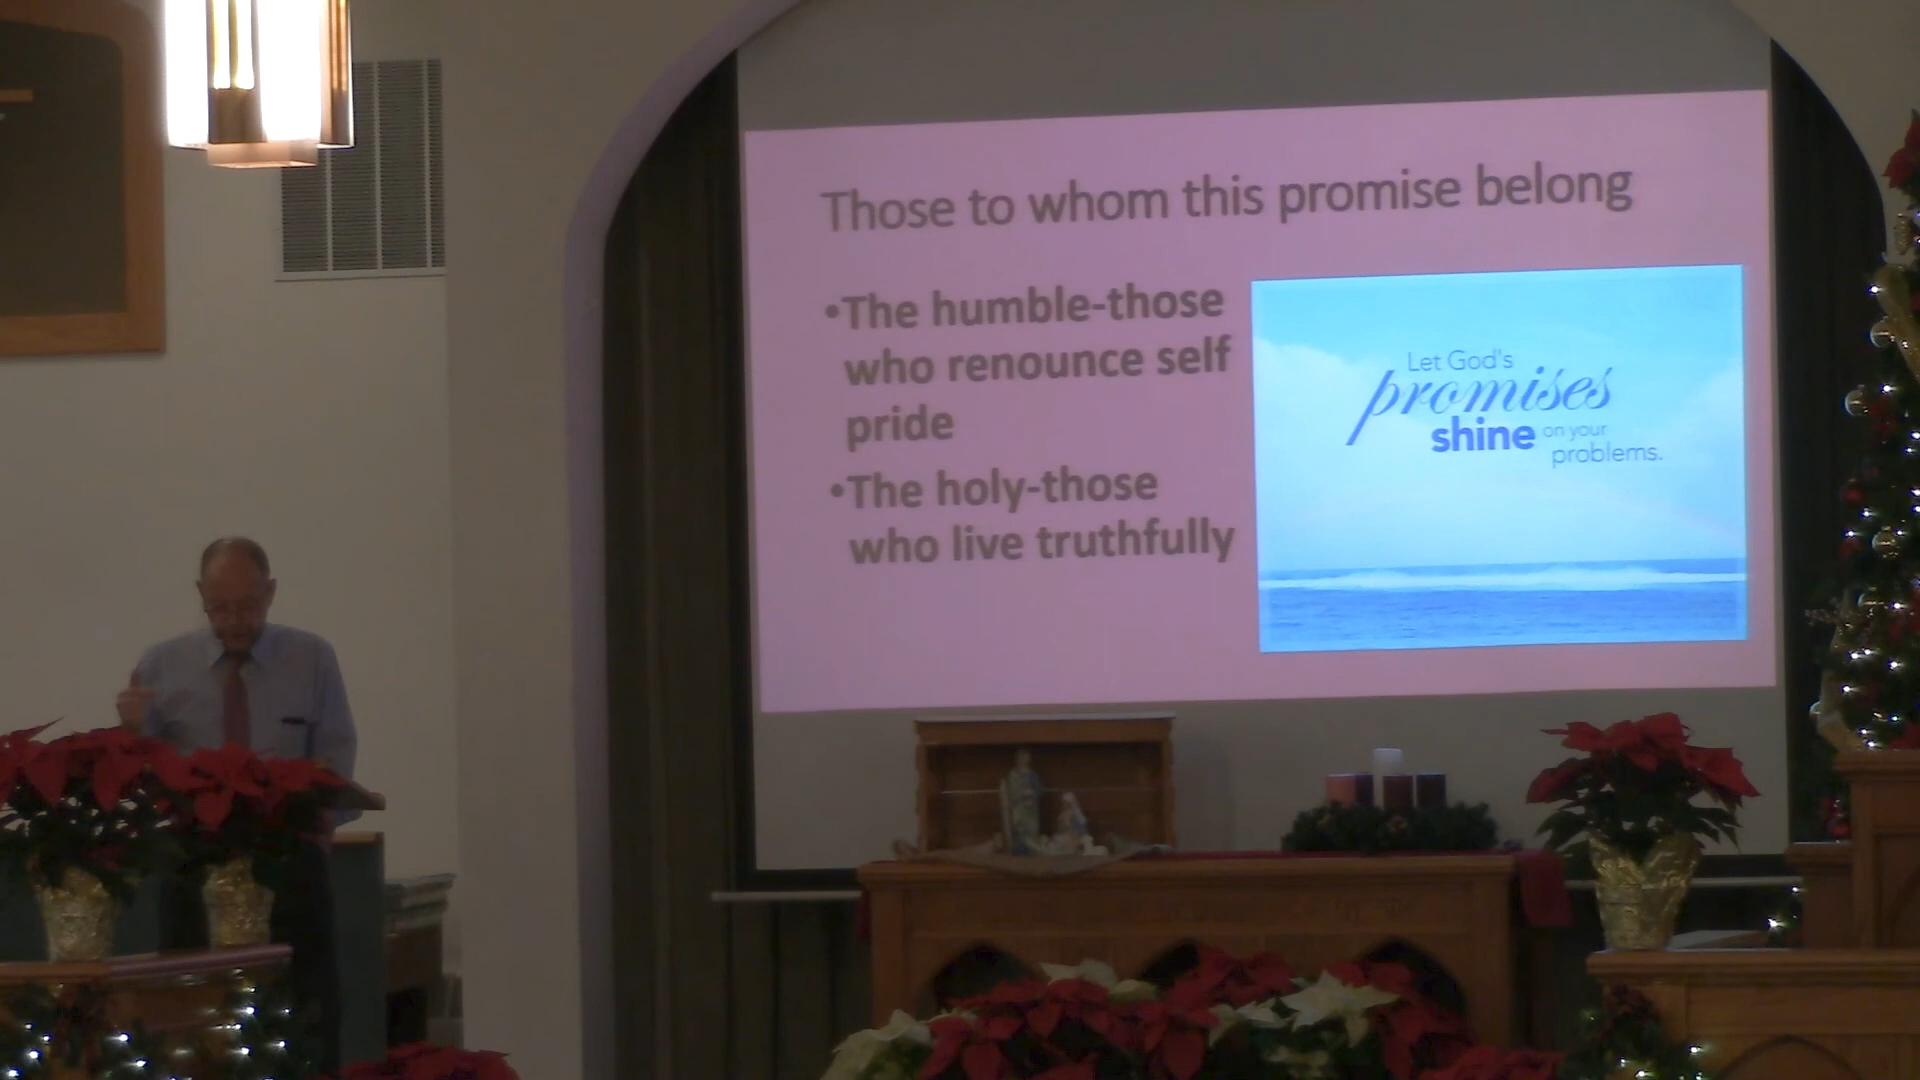 Those to whom this promise belong
•The humble-those
who renounce self
pride
•The holy-those
who live truthfully
Let God's
promises
shine on your
problems.